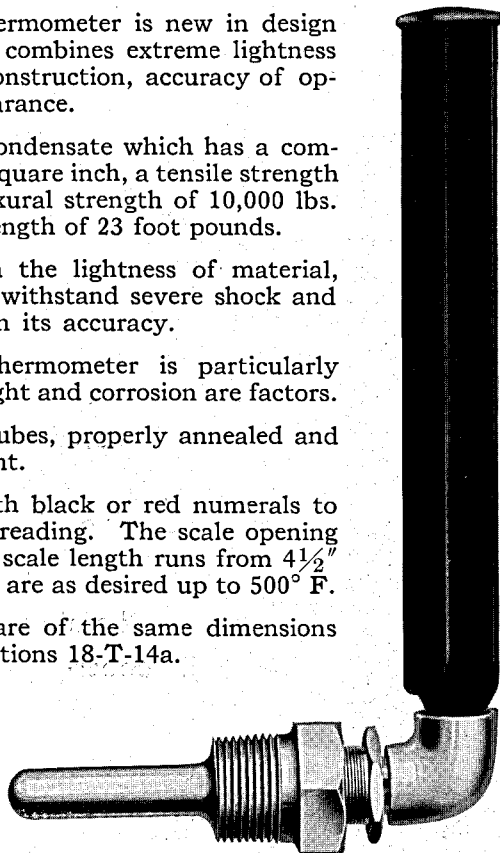 ermometer is new in design
combines extreme lightness
onstruction, accuracy of op-
arance.
ondensate which has a com-
quare inch, a tensile strength
xural strength of 10,000 lbs.
ength of 23 foot pounds.
the lightness of material,
withstand severe shock and
its accuracy.
hermometer is particularly
ght and corrosion are factors.
ubes, properly annealed and
nt.
th black or red numerals to
reading. The scale opening
scale length runs from 4½"
are as desired up to 500° F.
are of the same dimensions
tions 18-T-14a.